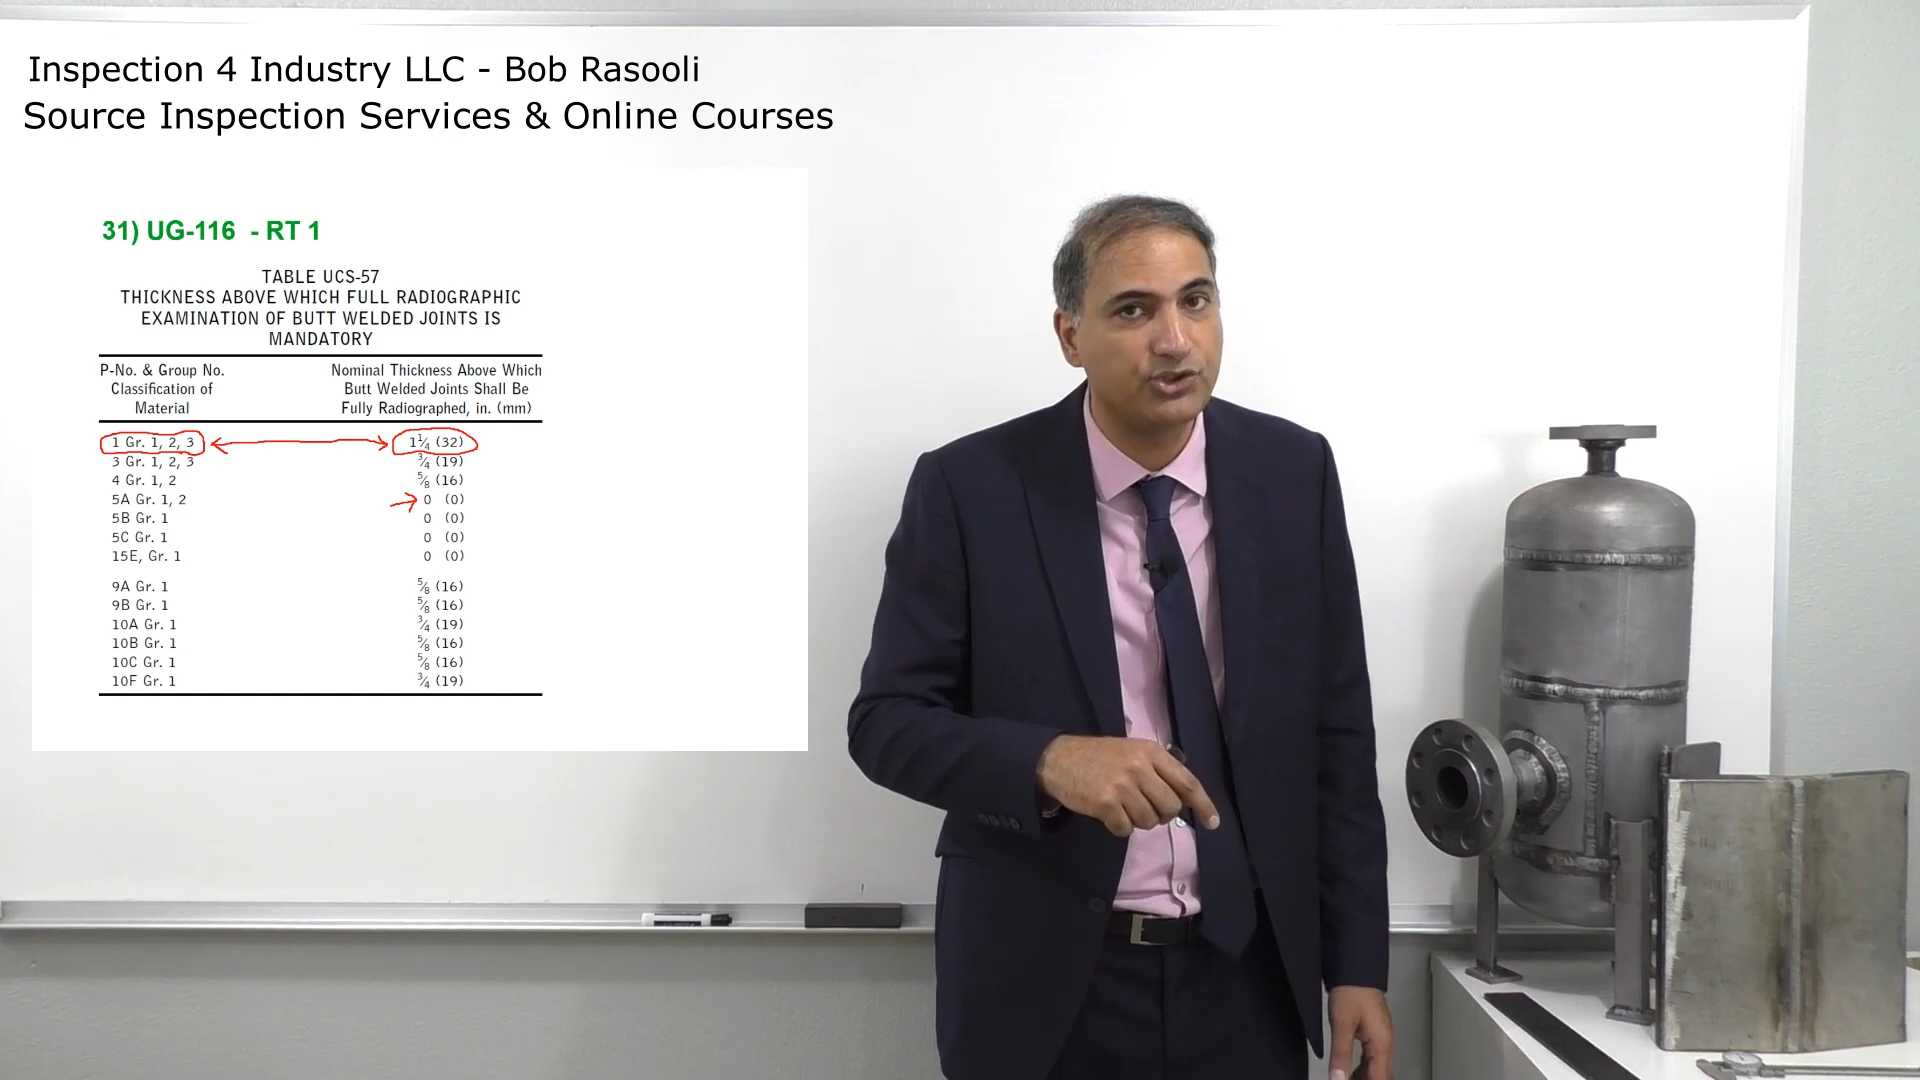 Inspection 4 Industry LLC - Bob Rasooli
Source Inspection Services & Online Courses
31) UG-116 - RT 1
TABLE UCS-57
THICKNESS ABOVE WHICH FULL RADIOGRAPHIC
EXAMINATION OF BUTT WELDED JOINTS IS
MANDATORY
P-No. & Group No. Nominal Thickness Above Which
Classification of Butt Welded Joints Shall Be
Material Fully Radiographed, in. (mm)
1 Gr. 1, 2, 3 1 1/4 (32)
3 Gr. 1, 2, 3 3/4 (19)
4 Gr. 1, 2 5/8 (16)
5A Gr. 1, 2 0 (0)
5B Gr. 1 0 (0)
5C Gr. 1 0 (0)
15E, Gr. 1 0 (0)
9A Gr. 1 5/8 (16)
9B Gr. 1 5/8 (16)
10A Gr. 1 3/4 (19)
10B Gr. 1 5/8 (16)
10C Gr. 1 5/8 (16)
10F Gr. 1 3/4 (19)